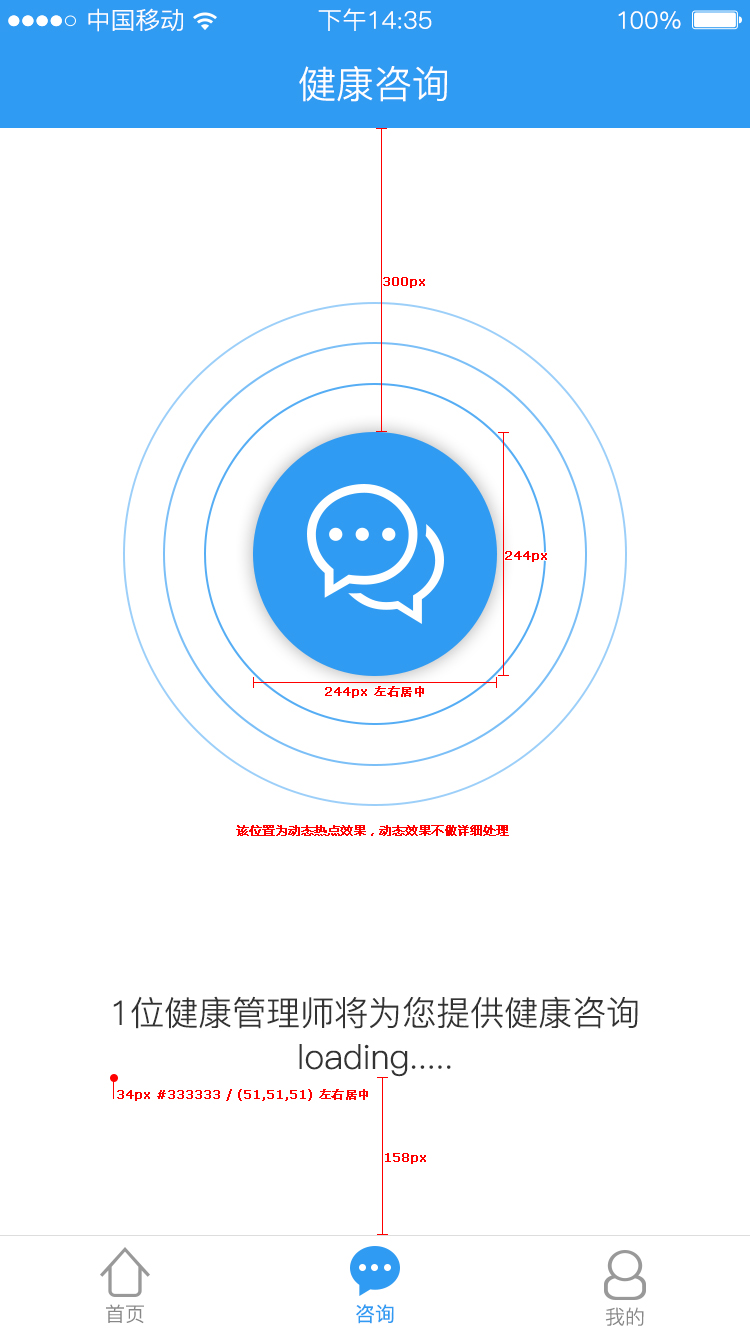 中国移动
下午14:35
100%
健康咨询
300px
244px
244px 左右居中
该位置为动态热点效果，动态效果不做详细处理
1位健康管理师将为您提供健康咨询
loading.....
34px #333333 / (51,51,51) 左右居中
158px
首页
咨询
我的